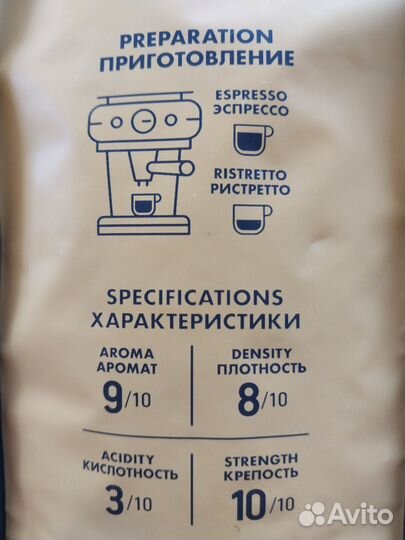 PREPARATION
ПРИГОТОВЛЕНИЕ
ESPRESSO
ЭСПРЕССО
RISTRETTO
РИСТРЕТТО
SPECIFICATIONS
ХАРАКТЕРИСТИКИ
AROMA
АРОМАТ
9/10
DENSITY
ПЛОТНОСТЬ
8/10
ACIDITY
КИСЛОТНОСТЬ
3/10
STRENGTH
КРЕПОСТЬ
10/10
Avito